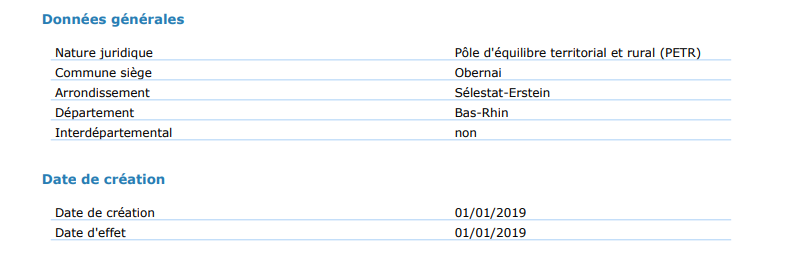 Données générales
Nature juridique Pôle d'équilibre territorial et rural (PETR)
Commune siège Obernai
Arrondissement Sélestat-Erstein
Département Bas-Rhin
Interdépartemental non
Date de création
Date de création 01/01/2019
Date d'effet 01/01/2019